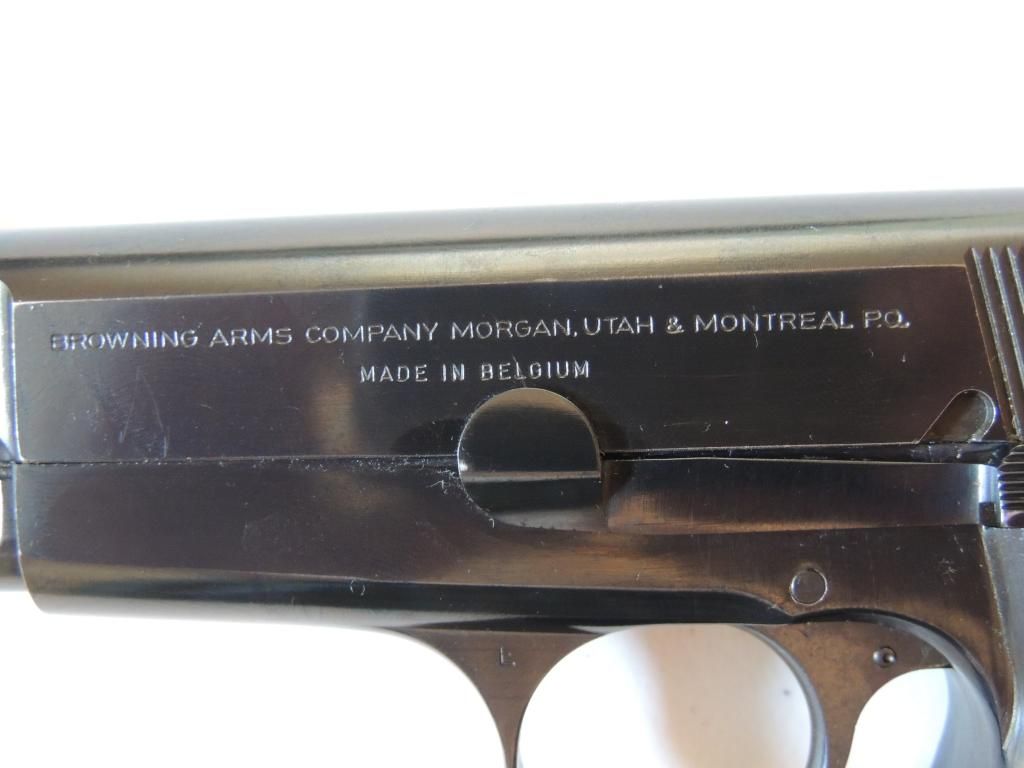 BROWNING ARMS COMPANY MORGAN, UTAH & MONTREAL P.Q.
MADE IN BELGIUM